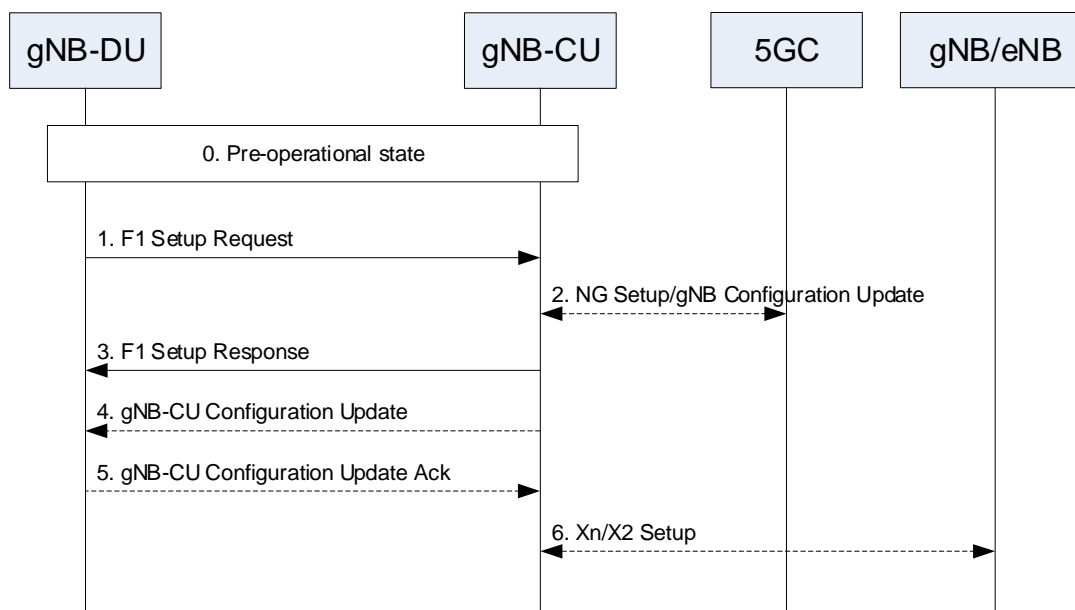 gNB-DU
gNB-CU
5GC
gNB/eNB
0. Pre-operational state
1. F1 Setup Request
2. NG Setup/gNB Configuration Update
3. F1 Setup Response
4. gNB-CU Configuration Update
5. gNB-CU Configuration Update Ack
6. Xn/X2 Setup